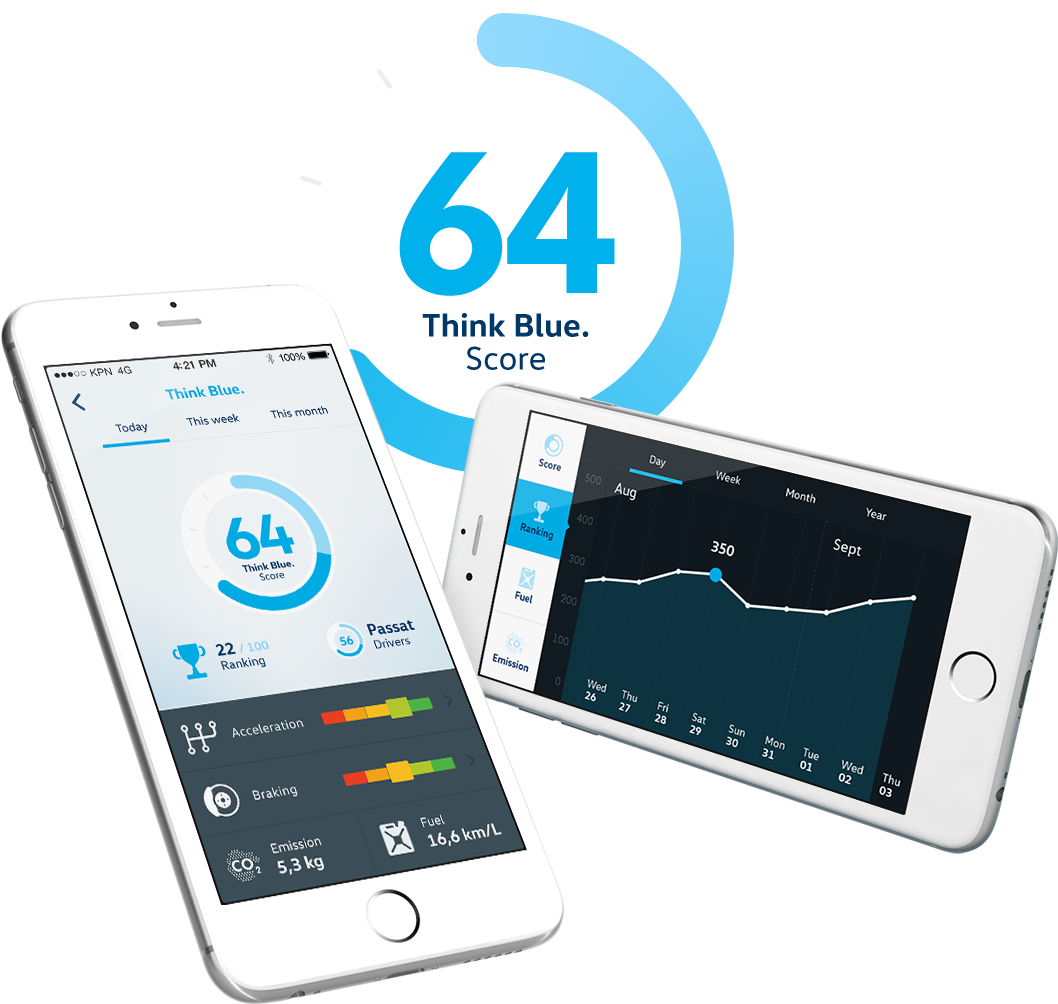 64
Think Blue.
Score
KPN 4G
4:21 PM
100%
Think Blue.
Today
This week
This month
64
Think Blue.
Score
22 / 100
Ranking
56
Passat
Drivers
Acceleration
Braking
CO2
Emission
5,3 kg
Fuel
16,6 km/L
Score
Ranking
Fuel
CO2
Emission
Day
Week
Month
Year
Aug
Sept
500
400
300
200
100
0
350
Wed
26
Thu
27
Fri
28
Sat
29
Sun
30
Mon
31
Tue
01
Wed
02
Thu
03